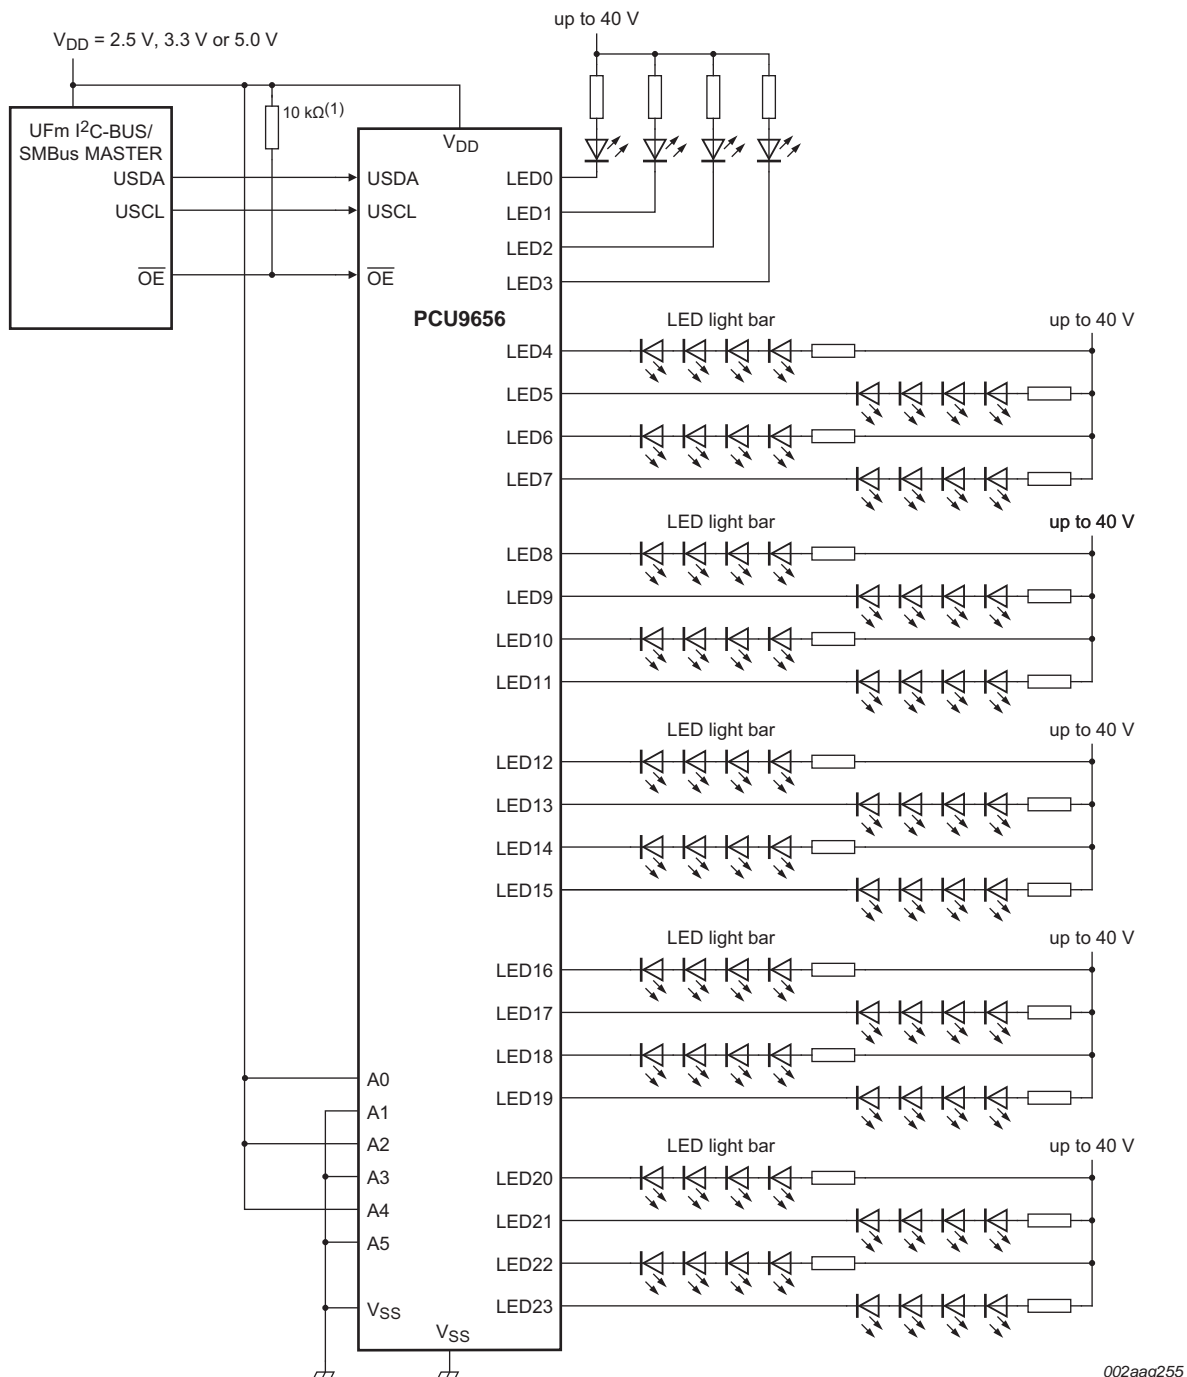 up to 40 V
VDD = 2.5 V, 3.3 V or 5.0 V
10 kΩ(1)
UFm I2C-BUS/
SMBus MASTER
USDA
USCL
OE
VDD
USDA
USCL
OE
PCU9656
LED0
LED1
LED2
LED3
LED light bar
up to 40 V
LED4
LED5
LED6
LED7
LED light bar
up to 40 V
LED8
LED9
LED10
LED11
LED light bar
up to 40 V
LED12
LED13
LED14
LED15
LED light bar
up to 40 V
LED16
LED17
LED18
LED19
A0
A1
A2
A3
A4
A5
VSS
LED light bar
up to 40 V
LED20
LED21
LED22
LED23
VSS
002aag255